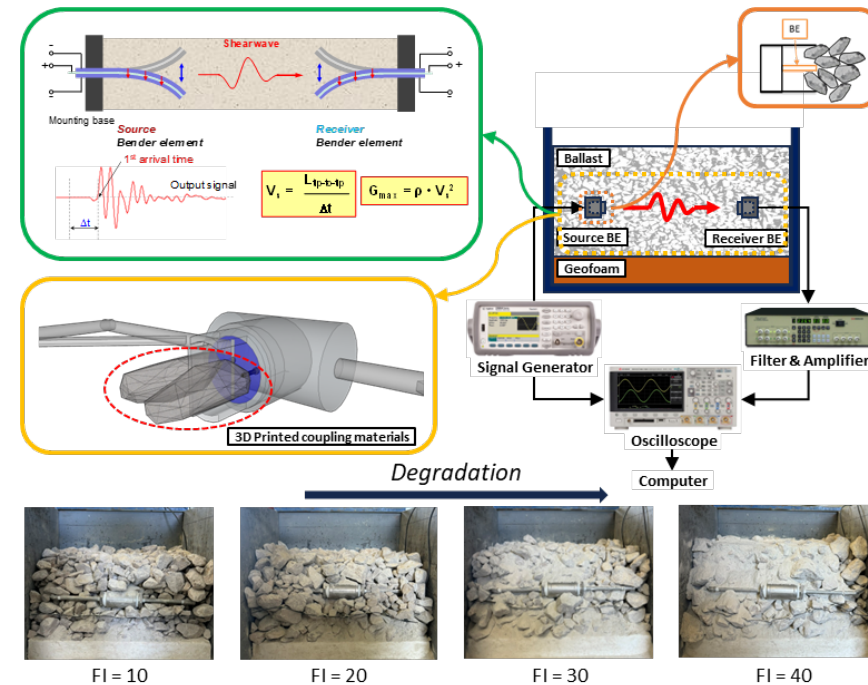 Shearwave
-
+
-
-
+
-
Mounting base
Source
Bender element
Receiver
Bender element
1st arrival time
Output signal
Δt
Vs = Ltip-to-tip / Δt
Gmax = ρ · Vs²
BE
Ballast
Source BE
Receiver BE
Geofoam
Signal Generator
Filter & Amplifier
Oscilloscope
Computer
3D Printed coupling materials
Degradation
FI = 10
FI = 20
FI = 30
FI = 40